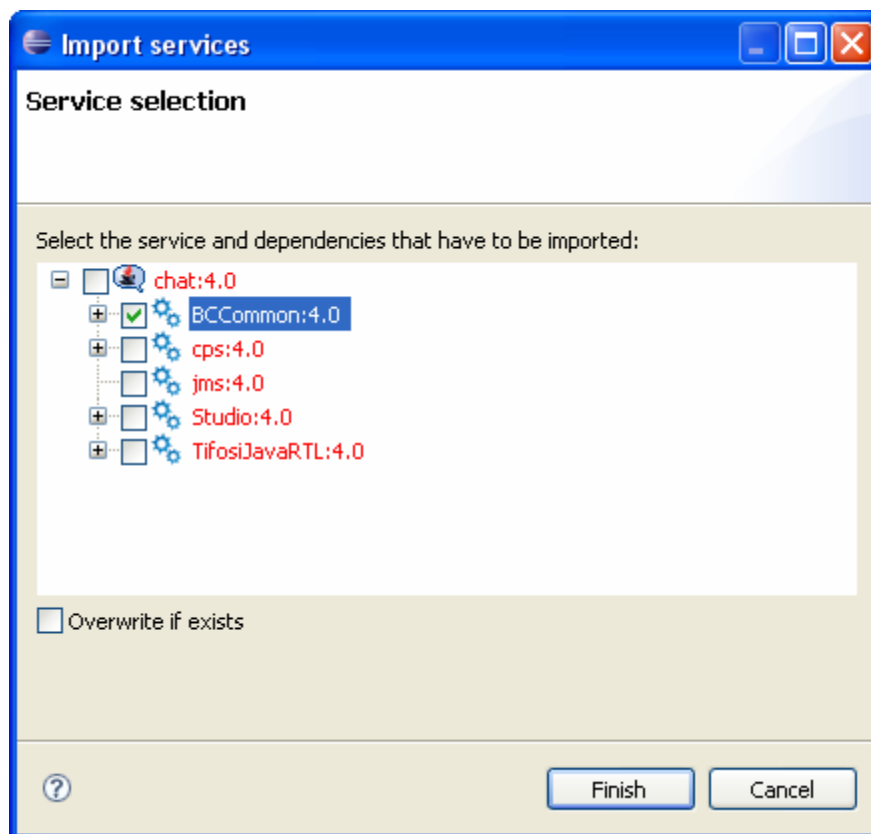 Import services
Service selection
Select the service and dependencies that have to be imported:
chat:4.0
BCCommon:4.0
cps:4.0
jms:4.0
Studio:4.0
TifosiJavaRTL:4.0
Overwrite if exists
?
Finish Cancel